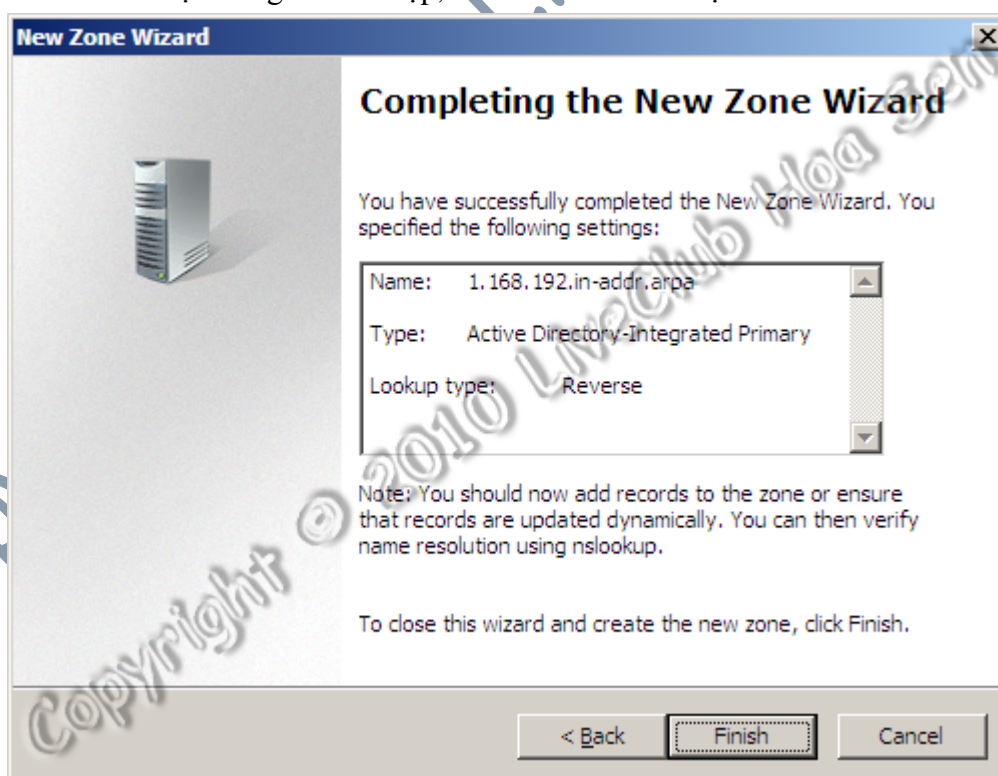 New Zone Wizard
Completing the New Zone Wizard
You have successfully completed the New Zone Wizard. You
specified the following settings:
Name: 1.168.192.in-addr.arpa
Type: Active Directory-Integrated Primary
Lookup type: Reverse
Note: You should now add records to the zone or ensure
that records are updated dynamically. You can then verify
name resolution using nslookup.
To close this wizard and create the new zone, click Finish.
< Back Finish Cancel
Copyright © 2010 LiveClub Hoa Sen